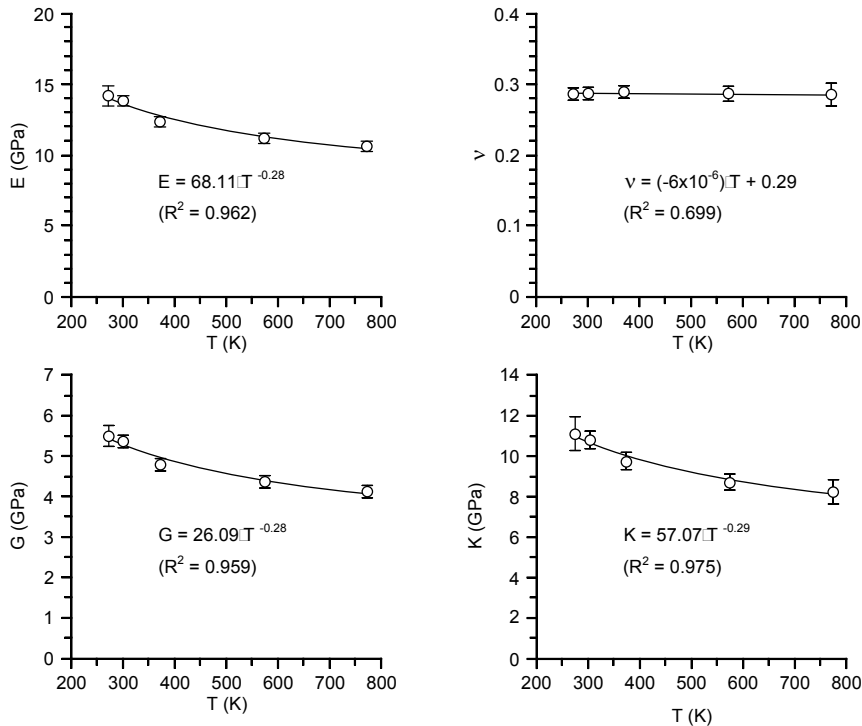 20
15
10
5
0
E (GPa)
E = 68.11▯T -0.28
(R2 = 0.962)
200 300 400 500 600 700 800
T (K)
0.4
0.3
0.2
0.1
0
ν
ν = (-6x10-6)▯T + 0.29
(R2 = 0.699)
200 300 400 500 600 700 800
T (K)
7
6
5
4
3
2
1
0
G (GPa)
G = 26.09▯T -0.28
(R2 = 0.959)
200 300 400 500 600 700 800
T (K)
14
12
10
8
6
4
2
0
K (GPa)
K = 57.07▯T -0.29
(R2 = 0.975)
200 300 400 500 600 700 800
T (K)